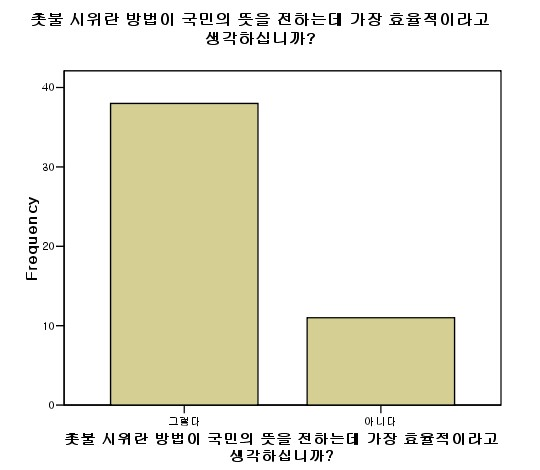 촛불 시위란 방법이 국민의 뜻을 전하는데 가장 효율적이라고
생각하십니까?
40
30
20
10
0
Frequency
그렇다
아니다
촛불 시위란 방법이 국민의 뜻을 전하는데 가장 효율적이라고
생각하십니까?